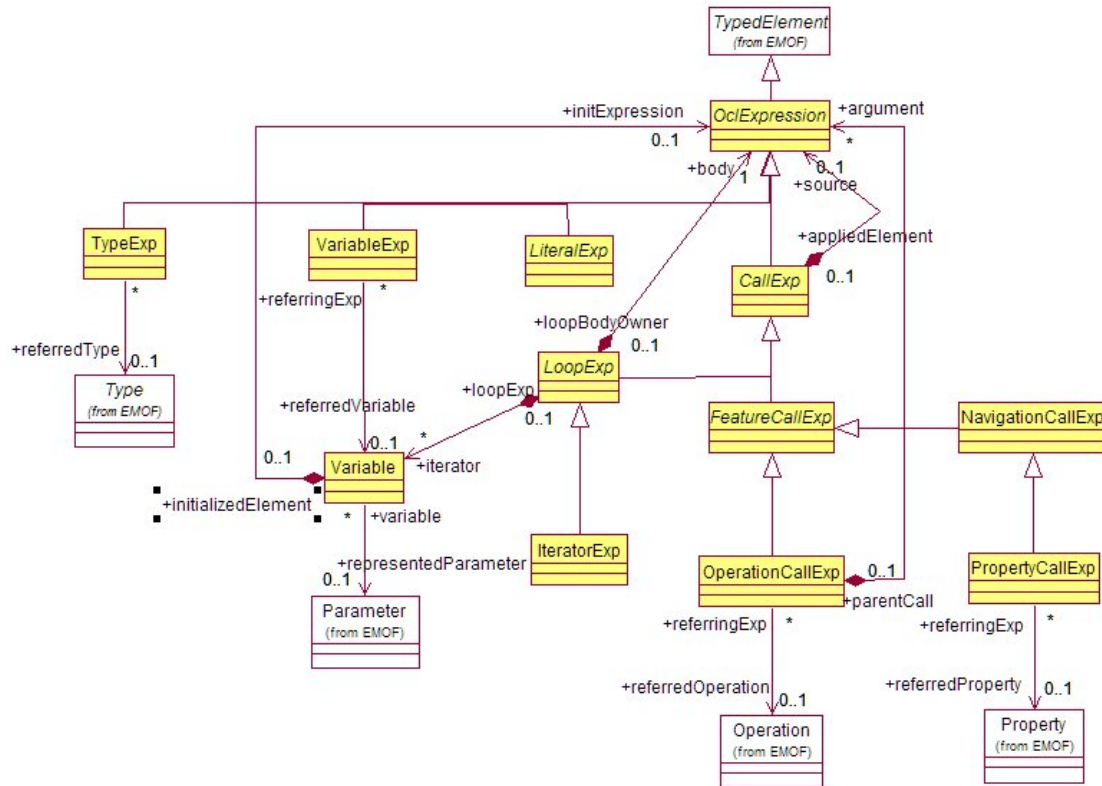 TypedElement
(from EMOF)
+initExpression
OclExpression
+argument
0..1
*
+body
1
0..1
+source
TypeExp
VariableExp
LiteralExp
+appliedElement
CallExp
0..1
*
+referringExp
*
+loopBodyOwner
0..1
+referredType
0..1
LoopExp
Type
(from EMOF)
+loopExp
0..1
+referredVariable
FeatureCallExp
NavigationCallExp
*
0..1
0..1
Variable
+iterator
+initializedElement
*
+variable
IteratorExp
+representedParameter
OperationCallExp
0..1
PropertyCallExp
0..1
+parentCall
Parameter
(from EMOF)
+referringExp
*
+referringExp
*
+referredOperation
0..1
+referredProperty
0..1
Operation
(from EMOF)
Property
(from EMOF)